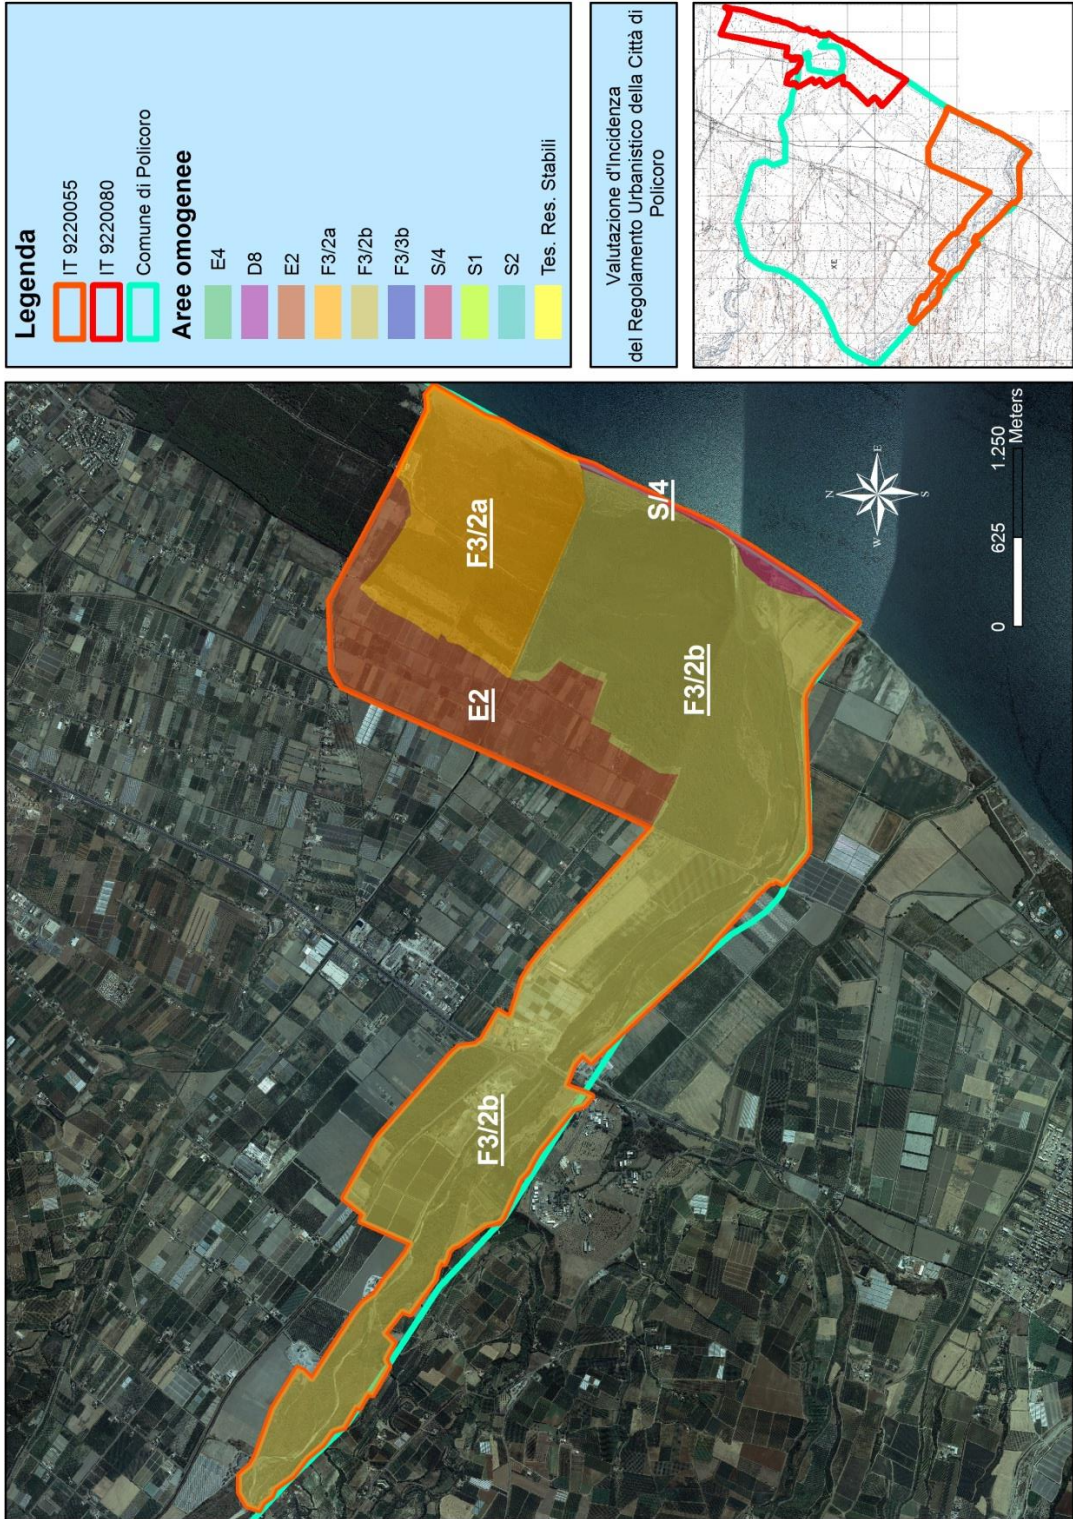 Legenda
IT 9220055
IT 9220080
Comune di Policoro
Aree omogenee
E4
D8
E2
F3/2a
F3/2b
F3/3b
S/4
S1
S2
Tes. Res. Stabili
Valutazione d'Incidenza
del Regolamento Urbanistico della Città di
Policoro
XE
F3/2a
S/4
E2
F3/2b
F3/2b
N
W
E
S
0
625
1.250
Meters